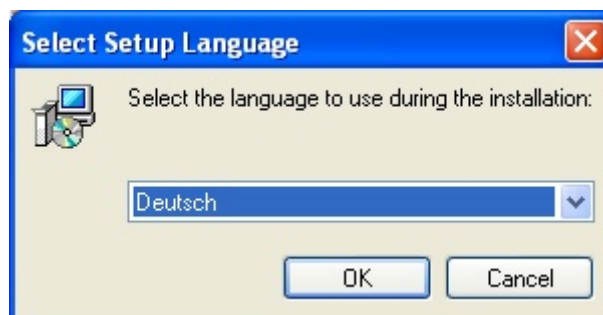 Select Setup Language
Select the language to use during the installation:
Deutsch
OK
Cancel